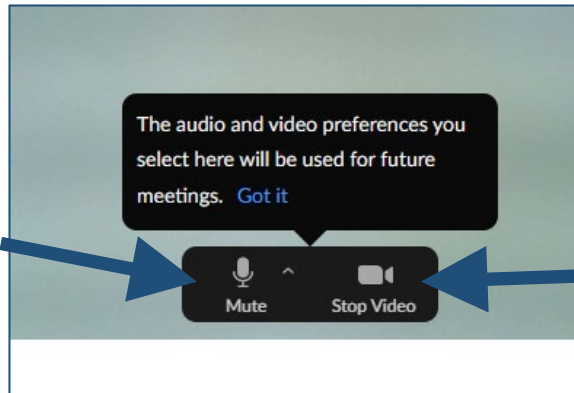 The audio and video preferences you
select here will be used for future
meetings. Got it
Mute Stop Video